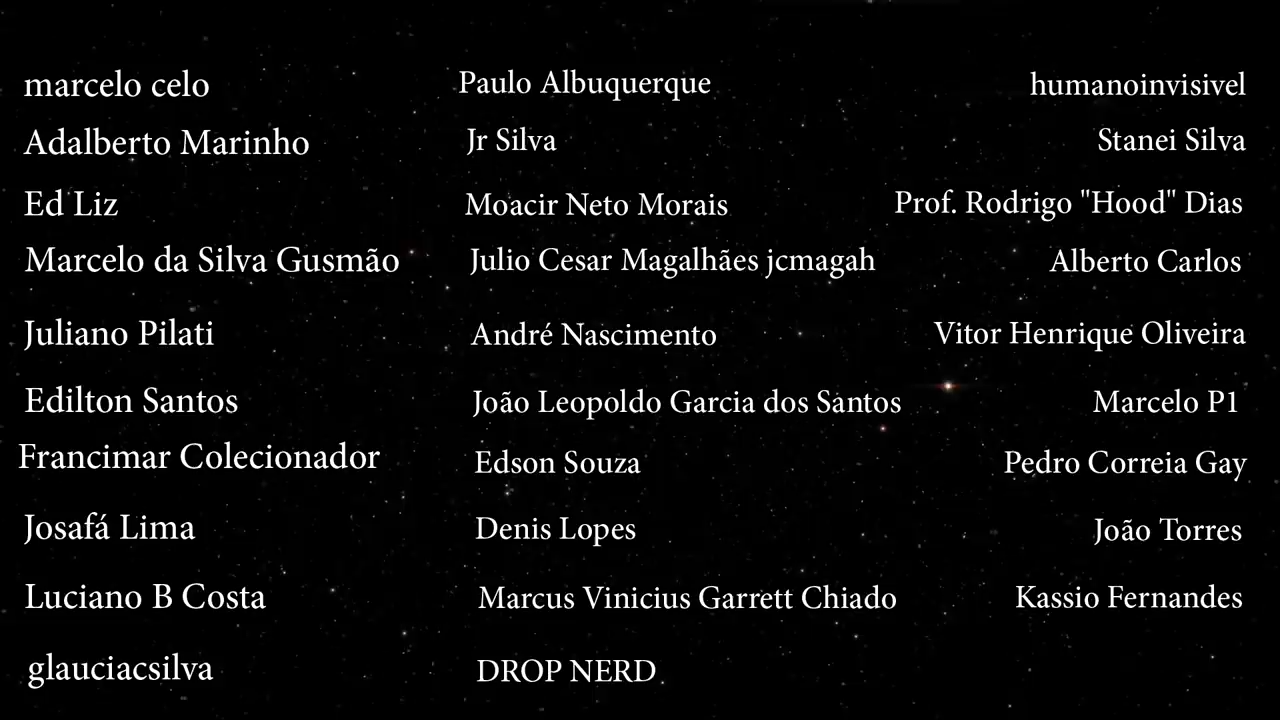 marcelo celo
Adalberto Marinho
Ed Liz
Marcelo da Silva Gusmão
Juliano Pilati
Edilton Santos
Francimar Colecionador
Josafá Lima
Luciano B Costa
glauciacsilva
Paulo Albuquerque
Jr Silva
Moacir Neto Morais
Julio Cesar Magalhães jcmagah
André Nascimento
João Leopoldo Garcia dos Santos
Edson Souza
Denis Lopes
Marcus Vinicius Garrett Chiado
DROP NERD
humanoinvisivel
Stanei Silva
Prof. Rodrigo "Hood" Dias
Alberto Carlos
Vitor Henrique Oliveira
Marcelo P1
Pedro Correia Gay
João Torres
Kassio Fernandes